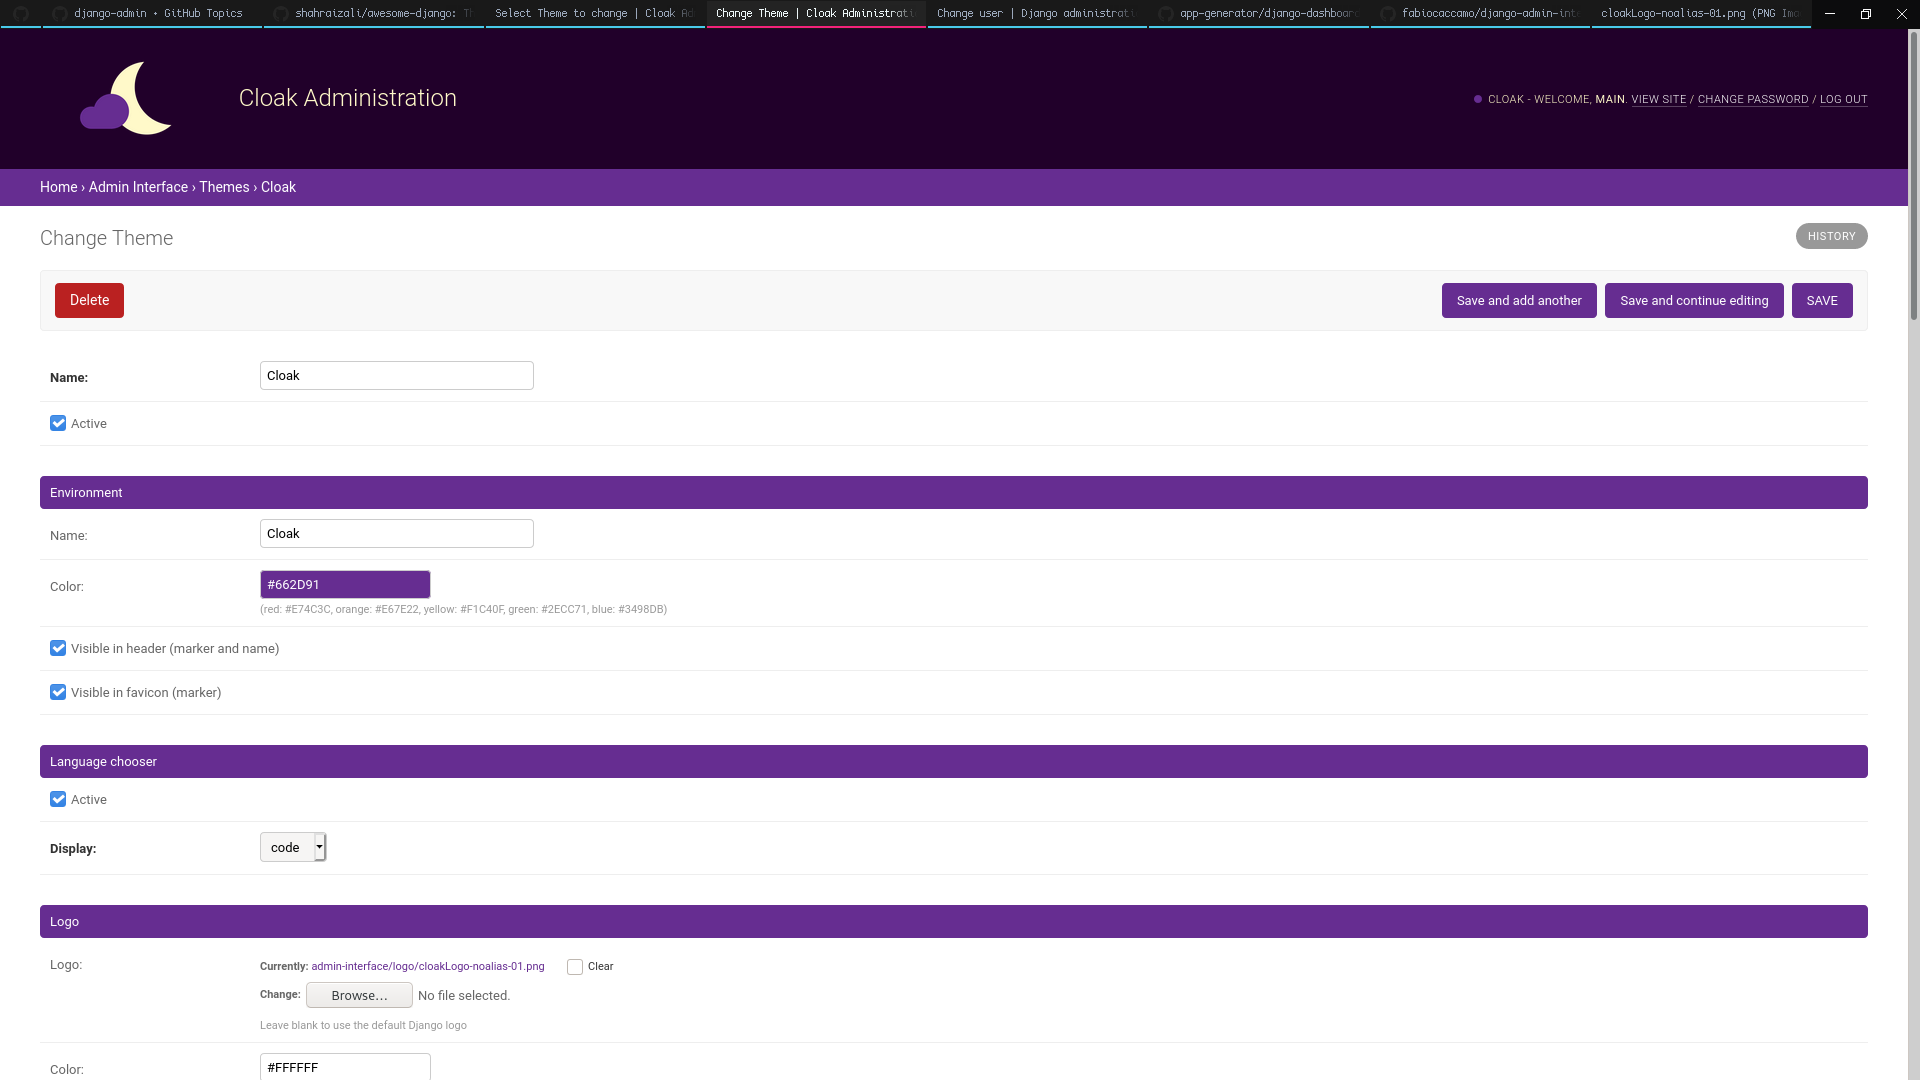 django-admin · GitHub Topics
shahraizali/awesome-django:
Select Theme to change | Cloak
Change Theme | Cloak Administrati
Change user | Django administrat
app-generator/django-dashboard
fabiocaccamo/django-admin-int
cloakLogo-noalias-01.png (PNG Ima
Cloak Administration
CLOAK - WELCOME, MAIN. VIEW SITE / CHANGE PASSWORD / LOG OUT
Home › Admin Interface › Themes › Cloak
Change Theme
HISTORY
Delete
Save and add another
Save and continue editing
SAVE
Name:
Cloak
Active
Environment
Name:
Cloak
Color:
#662D91
(red: #E74C3C, orange: #E67E22, yellow: #F1C40F, green: #2ECC71, blue: #3498DB)
Visible in header (marker and name)
Visible in favicon (marker)
Language chooser
Active
Display:
code
Logo
Logo:
Currently: admin-interface/logo/cloakLogo-noalias-01.png
Clear
Change:
Browse...
No file selected.
Leave blank to use the default Django logo
Color:
#FFFFFF